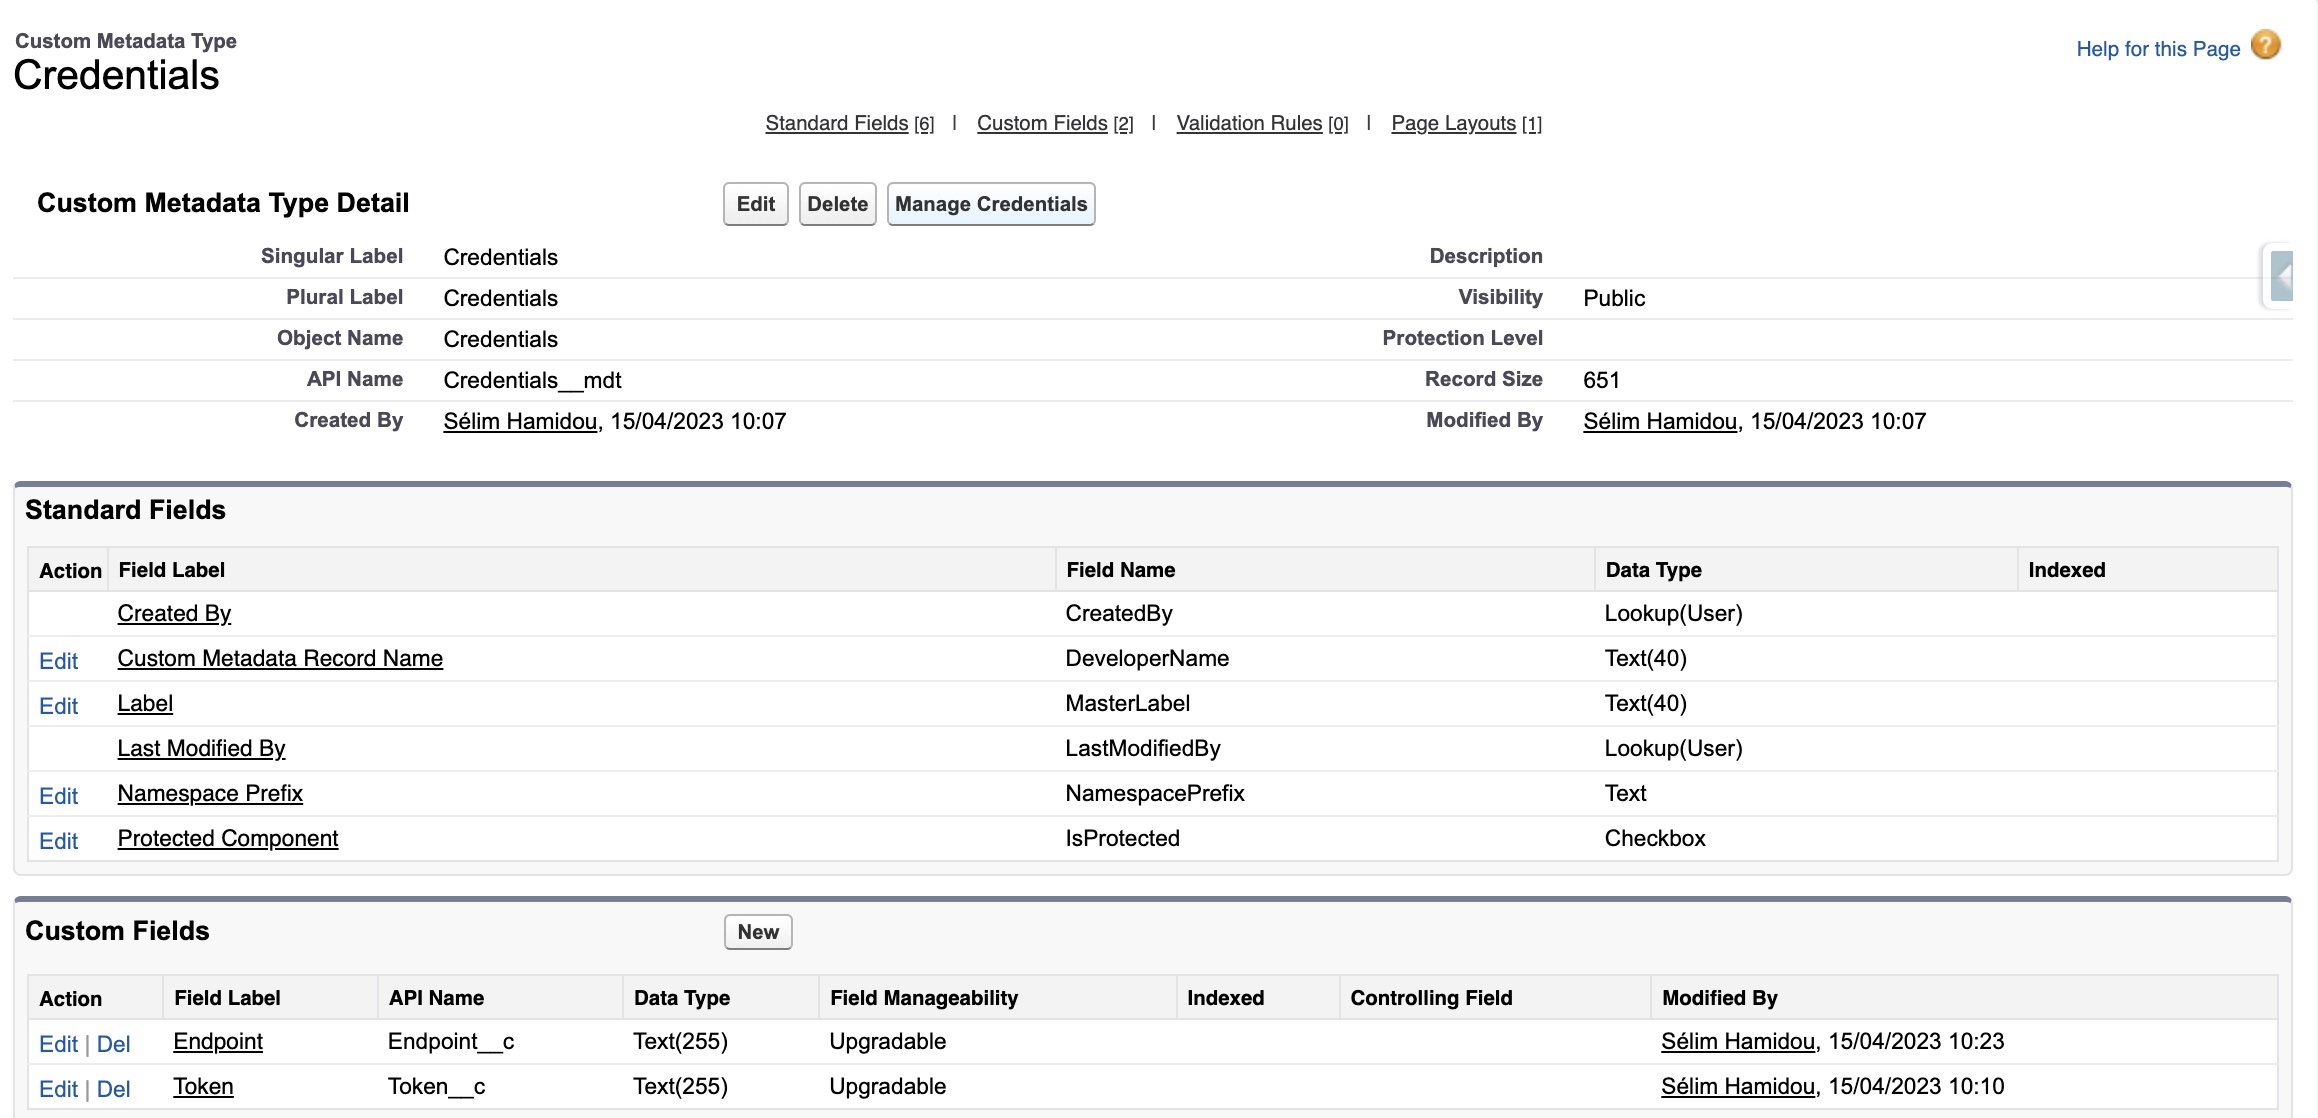 Custom Metadata Type
Credentials
Help for this Page ?
Standard Fields [6] | Custom Fields [2] | Validation Rules [0] | Page Layouts [1]
Custom Metadata Type Detail Edit Delete Manage Credentials
Singular Label Credentials Description
Plural Label Credentials Visibility Public
Object Name Credentials Protection Level
API Name Credentials__mdt Record Size 651
Created By Sélim Hamidou, 15/04/2023 10:07 Modified By Sélim Hamidou, 15/04/2023 10:07
Standard Fields
Action Field Label Field Name Data Type Indexed
Created By CreatedBy Lookup(User)
Edit Custom Metadata Record Name DeveloperName Text(40)
Edit Label MasterLabel Text(40)
Last Modified By LastModifiedBy Lookup(User)
Edit Namespace Prefix NamespacePrefix Text
Edit Protected Component IsProtected Checkbox
Custom Fields New
Action Field Label API Name Data Type Field Manageability Indexed Controlling Field Modified By
Edit | Del Endpoint Endpoint__c Text(255) Upgradable Sélim Hamidou, 15/04/2023 10:23
Edit | Del Token Token__c Text(255) Upgradable Sélim Hamidou, 15/04/2023 10:10